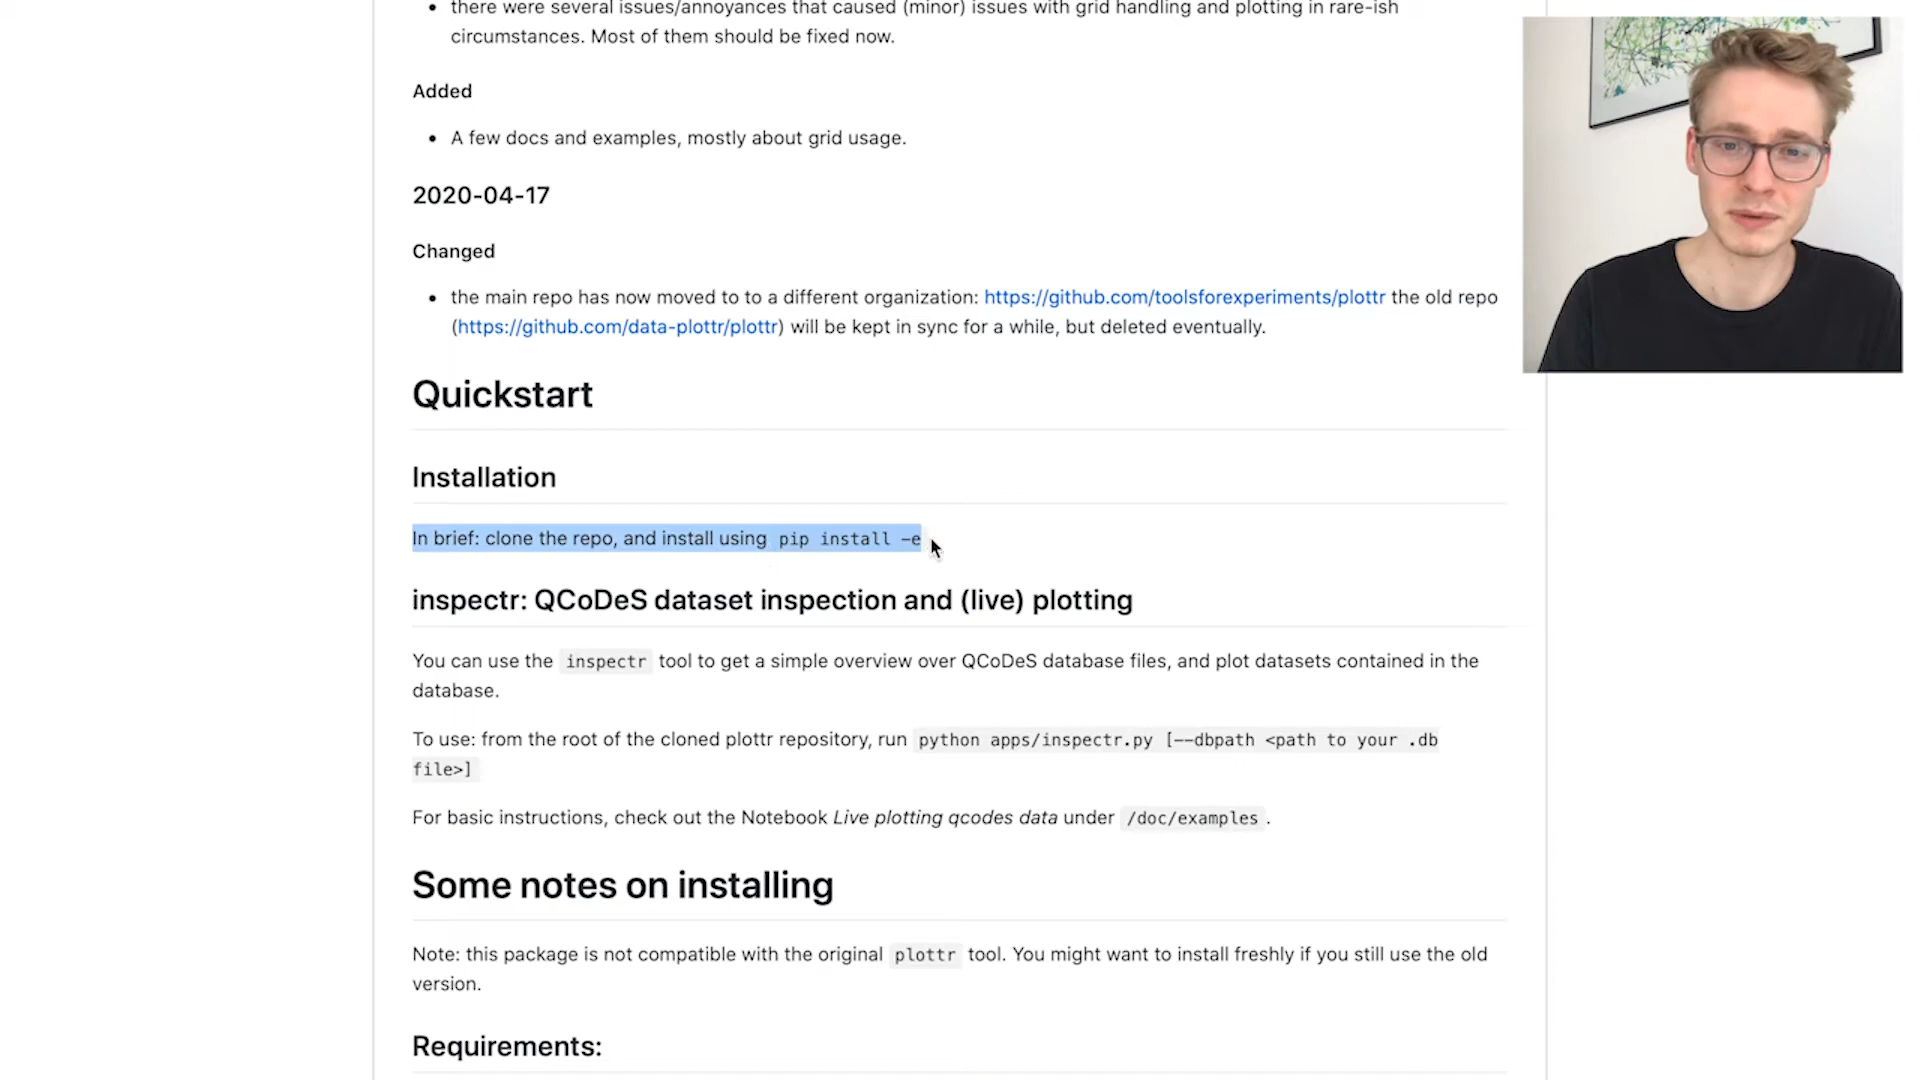 there were several issues/annoyances that caused (minor) issues with grid handling and plotting in rare-ish
circumstances. Most of them should be fixed now.
Added
A few docs and examples, mostly about grid usage.
2020-04-17
Changed
the main repo has now moved to to a different organization: https://github.com/toolsforexperiments/plottr the old repo
(https://github.com/data-plottr/plottr) will be kept in sync for a while, but deleted eventually.
Quickstart
Installation
In brief: clone the repo, and install using pip install -e
inspectr: QCoDeS dataset inspection and (live) plotting
You can use the inspectr tool to get a simple overview over QCoDeS database files, and plot datasets contained in the
database.
To use: from the root of the cloned plottr repository, run python apps/inspectr.py [--dbpath <path to your .db
file>]
For basic instructions, check out the Notebook Live plotting qcodes data under /doc/examples.
Some notes on installing
Note: this package is not compatible with the original plottr tool. You might want to install freshly if you still use the old
version.
Requirements: